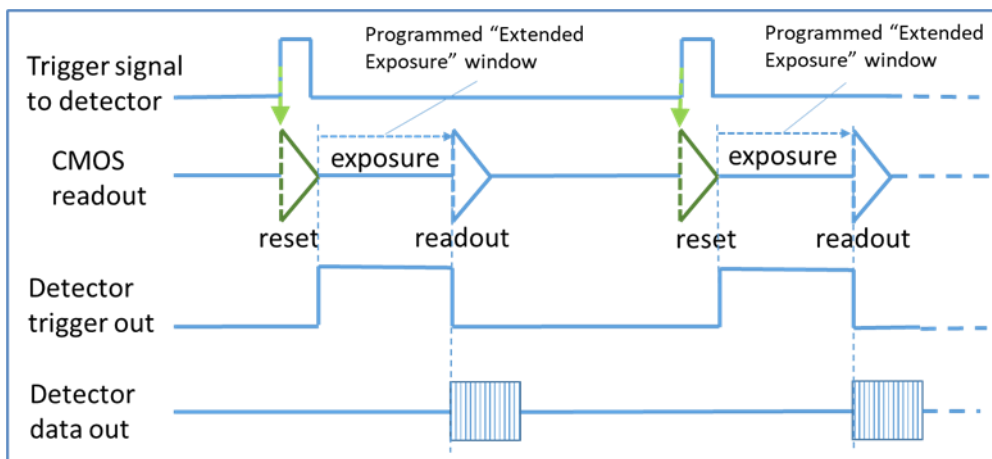 Programmed “Extended
Exposure” window
Programmed “Extended
Exposure” window
Trigger signal
to detector
CMOS
readout
exposure
exposure
reset
readout
reset
readout
Detector
trigger out
Detector
data out